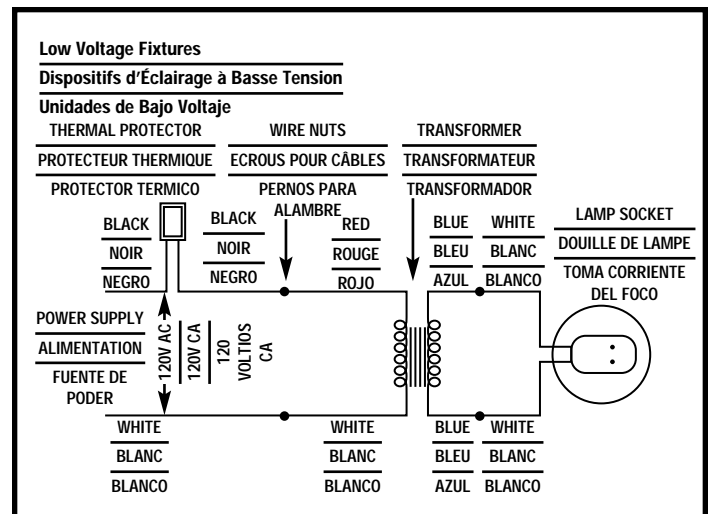 Low Voltage Fixtures
Dispositifs d'Éclairage à Basse Tension
Unidades de Bajo Voltaje
THERMAL PROTECTOR
PROTECTEUR THERMIQUE
PROTECTOR TERMICO
WIRE NUTS
ECROUS POUR CÂBLES
PERNOS PARA
ALAMBRE
TRANSFORMER
TRANSFORMATEUR
TRANSFORMADOR
BLACK
NOIR
NEGRO
BLACK
NOIR
NEGRO
RED
ROUGE
ROJO
BLUE
BLEU
AZUL
WHITE
BLANC
BLANCO
LAMP SOCKET
DOUILLE DE LAMPE
TOMA CORRIENTE
DEL FOCO
POWER SUPPLY
ALIMENTATION
FUENTE DE
PODER
120V AC
120V CA
120
VOLTIOS
CA
WHITE
BLANC
BLANCO
WHITE
BLANC
BLANCO
BLUE
BLEU
AZUL
WHITE
BLANC
BLANCO